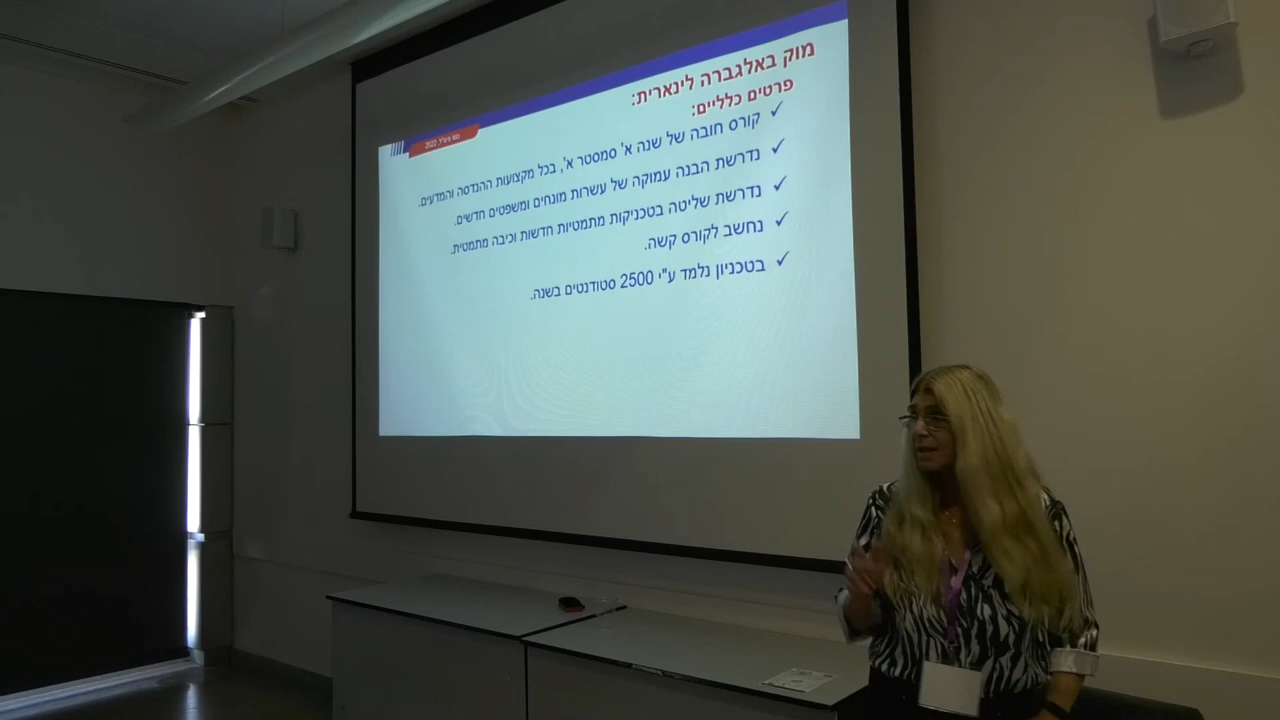 מוק באלגברה לינארית:
פרטים כלליים:
✓ קורס חובה של שנה א' סמסטר א', בכל מקצועות ההנדסה והמדעים.
✓ נדרשת הבנה עמוקה של עשרות מונחים ומשפטים חדשים.
✓ נדרשת שליטה בטכניקות מתמטיות חדשות וכיבה מתמטית.
✓ נחשב לקורס קשה.
✓ בטכניון נלמד ע"י 2500 סטודנטים בשנה.
2022